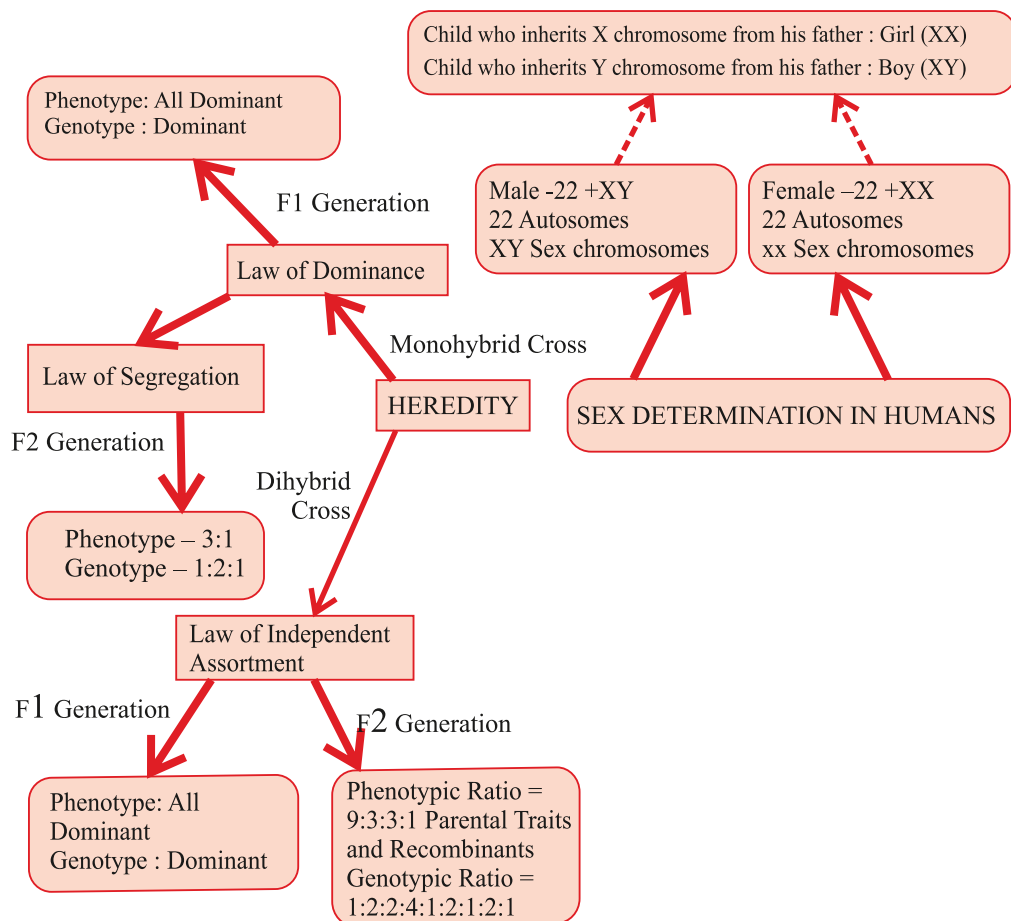 Child who inherits X chromosome from his father : Girl (XX)
Child who inherits Y chromosome from his father : Boy (XY)
Phenotype: All Dominant
Genotype : Dominant
F1 Generation
Male -22 +XY
22 Autosomes
XY Sex chromosomes
Female –22 +XX
22 Autosomes
xx Sex chromosomes
Law of Dominance
Monohybrid Cross
Law of Segregation
HEREDITY
SEX DETERMINATION IN HUMANS
F2 Generation
Dihybrid
Cross
Phenotype – 3:1
Genotype – 1:2:1
Law of Independent
Assortment
F1 Generation
F2 Generation
Phenotype: All
Dominant
Genotype : Dominant
Phenotypic Ratio =
9:3:3:1 Parental Traits
and Recombinants
Genotypic Ratio =
1:2:2:4:1:2:1:2:1